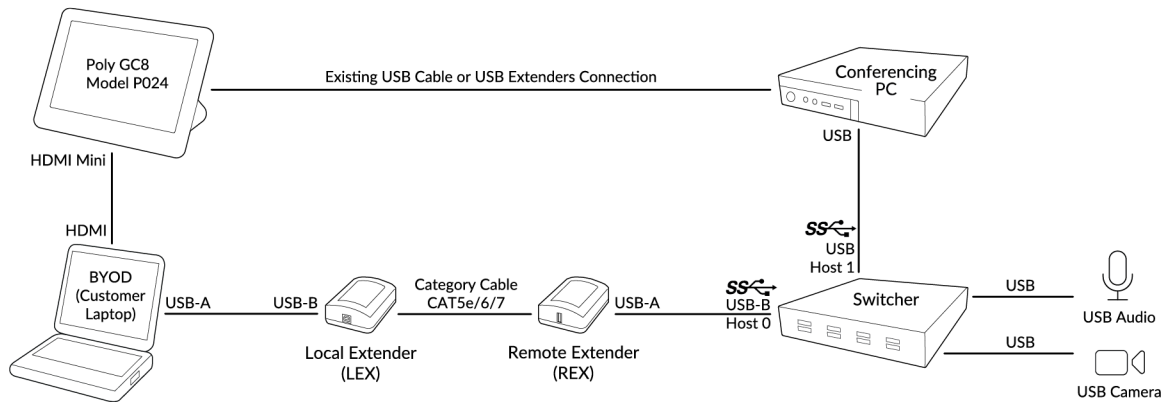 Poly GC8
Model P024
Existing USB Cable or USB Extenders Connection
Conferencing
PC
USB
HDMI Mini
HDMI
BYOD
(Customer
Laptop)
USB-A
USB-B
Category Cable
CAT5e/6/7
USB-A
Local Extender
(LEX)
Remote Extender
(REX)
SS
USB-B
Host 0
SS
USB
Host 1
Switcher
USB
USB Audio
USB
USB Camera